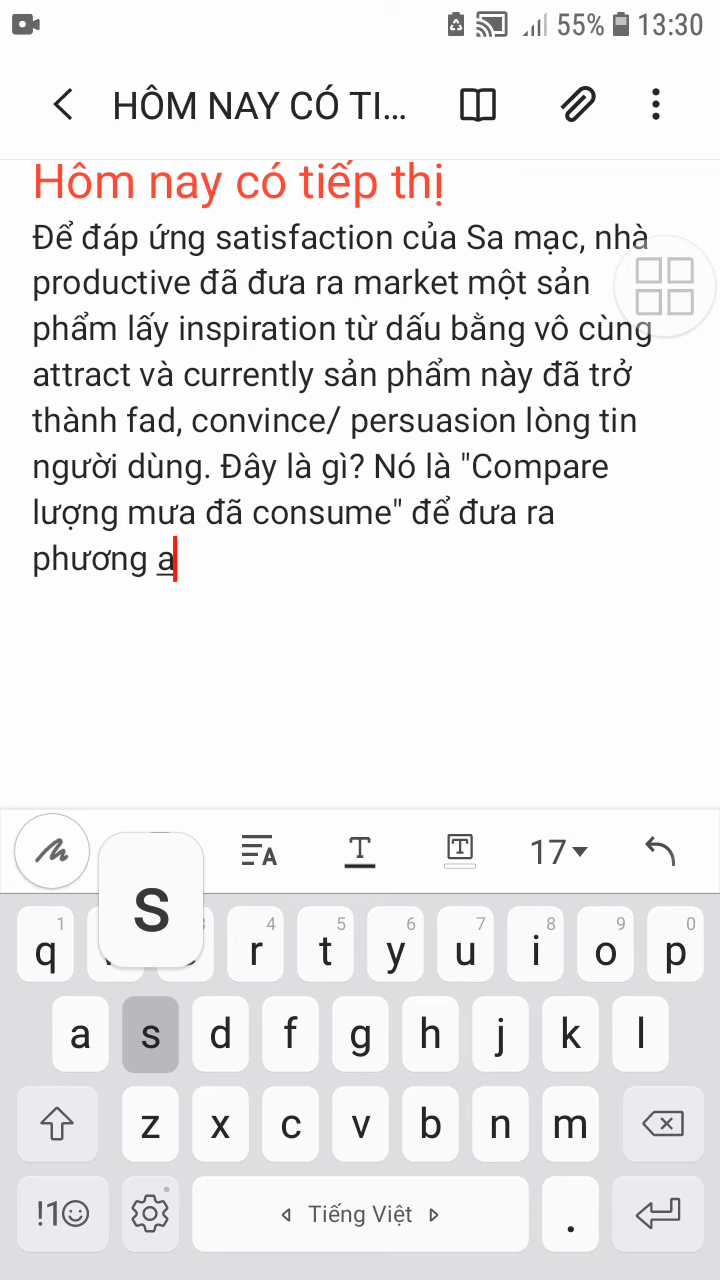 55% 13:30
HÔM NAY CÓ TI...
Hôm nay có tiếp thị
Để đáp ứng satisfaction của Sa mạc, nhà
productive đã đưa ra market một sản
phẩm lấy inspiration từ dấu bằng vô cùng
attract và currently sản phẩm này đã trở
thành fad, convince/ persuasion lòng tin
người dùng. Đây là gì? Nó là "Compare
lượng mưa đã consume" để đưa ra
phương a
17
S
1 4 5 6 7 8 9 0
q r t y u i o p
a s d f g h j k l
z x c v b n m
!1 Tiếng Việt .